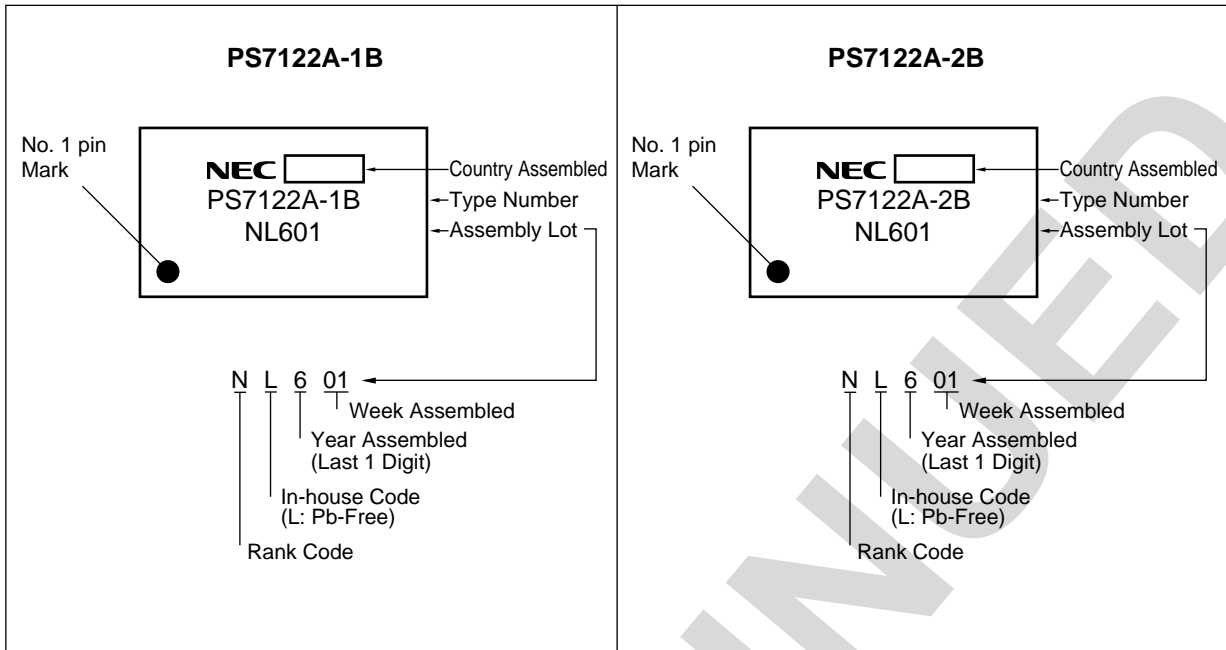 PS7122A-1B
No. 1 pin
Mark
NEC
Country Assembled
PS7122A-1B
Type Number
NL601
Assembly Lot
N L 6 01
Week Assembled
Year Assembled
(Last 1 Digit)
In-house Code
(L: Pb-Free)
Rank Code
PS7122A-2B
No. 1 pin
Mark
NEC
Country Assembled
PS7122A-2B
Type Number
NL601
Assembly Lot
N L 6 01
Week Assembled
Year Assembled
(Last 1 Digit)
In-house Code
(L: Pb-Free)
Rank Code
NUED